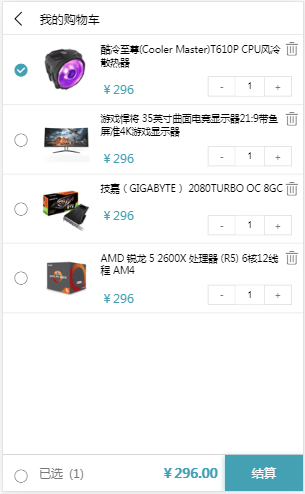 我的购物车
酷冷至尊(Cooler Master)T610P CPU风冷
散热器
￥296
- 1 +
游戏悍将 35英寸曲面电竞显示器21:9带鱼
屏准4K游戏显示器
￥296
- 1 +
技嘉（GIGABYTE ）2080TURBO OC 8GC
￥296
- 1 +
AMD 锐龙 5 2600X 处理器 (R5) 6核12线
程 AM4
￥296
- 1 +
已选 (1)
￥296.00
结算